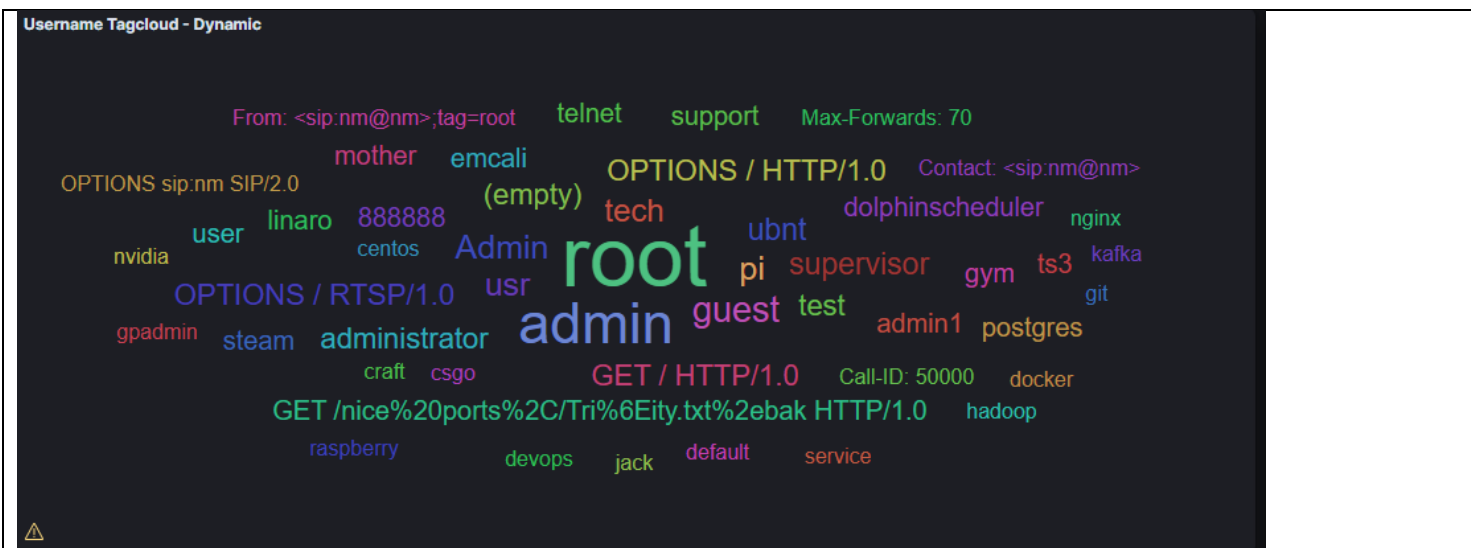 Username Tagcloud - Dynamic
From: <sip:nm@nm>;tag=root telnet support Max-Forwards: 70
mother emcali OPTIONS / HTTP/1.0 Contact: <sip:nm@nm>
OPTIONS sip:nm SIP/2.0 (empty) tech dolphinscheduler
user linaro 888888 ubnt nginx
nvidia centos Admin root pi supervisor gym ts3 kafka
OPTIONS / RTSP/1.0 usr guest test git
gpadmin steam administrator admin admin1 postgres
craft csgo GET / HTTP/1.0 Call-ID: 50000 docker
GET /nice%20ports%2C/Tri%6Eity.txt%2ebak HTTP/1.0 hadoop
raspberry devops jack default service